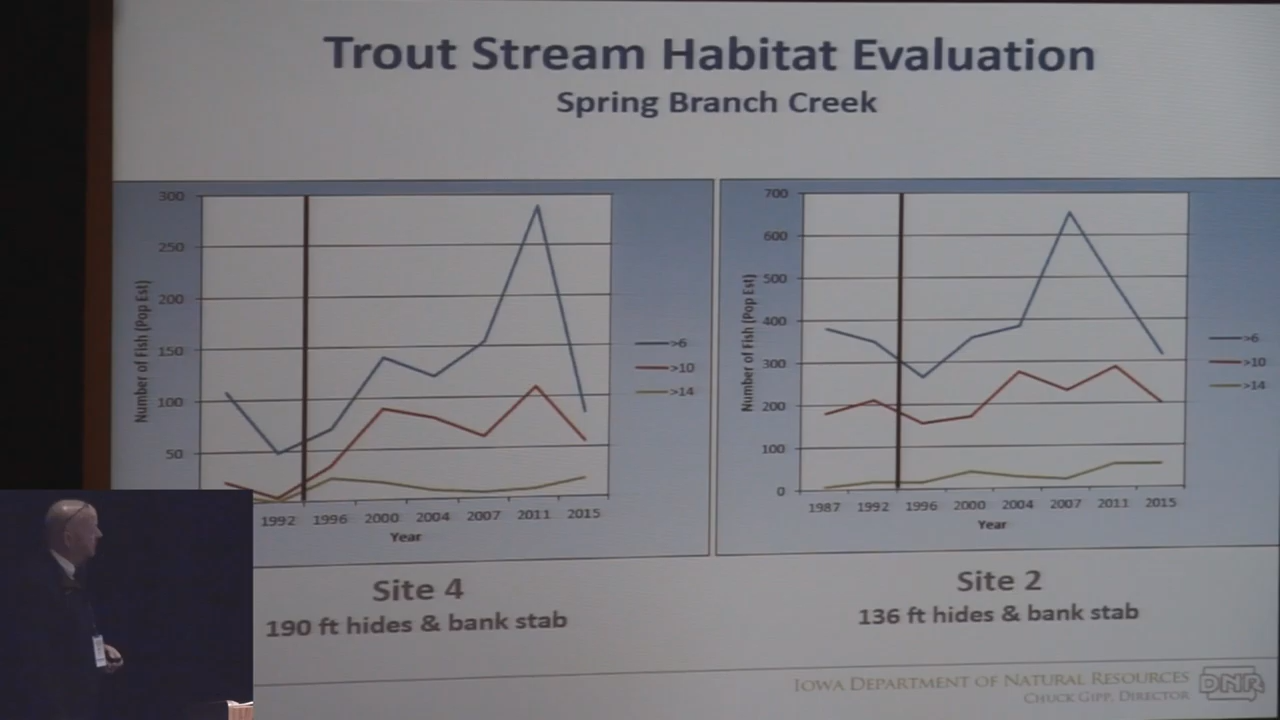 Trout Stream Habitat Evaluation
Spring Branch Creek
300
250
200
150
100
50
Number of Fish (Pop Est)
1992 1996 2000 2004 2007 2011 2015
Year
>6
>10
>14
Site 4
190 ft hides & bank stab
700
600
500
400
300
200
100
0
Number of Fish (Pop Est)
1987 1992 1996 2000 2004 2007 2011 2015
Year
>6
>10
>14
Site 2
136 ft hides & bank stab
IOWA DEPARTMENT OF NATURAL RESOURCES
CHUCK GIPP, DIRECTOR
DNR